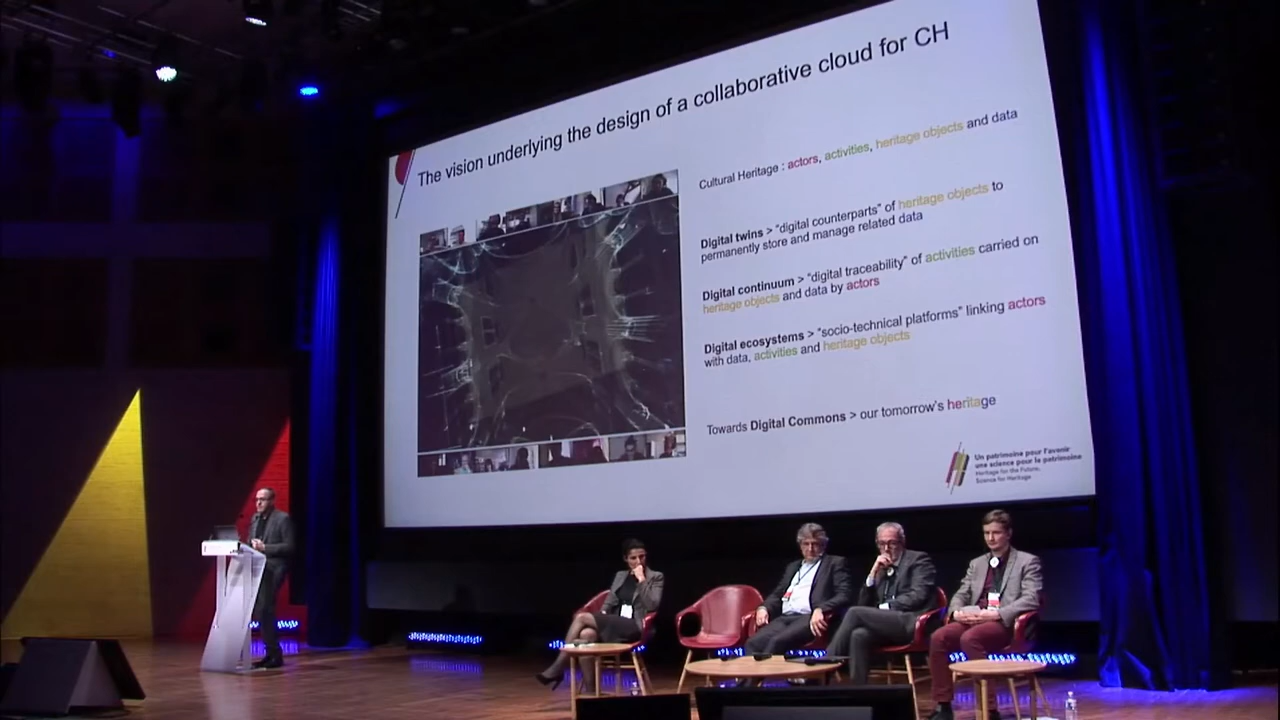 The vision underlying the design of a collaborative cloud for CH
Cultural Heritage : actors, activities, heritage objects and data
Digital twins > "digital counterparts" of heritage objects to
permanently store and manage related data
Digital continuum > "digital traceability" of activities carried on
heritage objects and data by actors
Digital ecosystems > "socio-technical platforms" linking actors
with data, activities and heritage objects
Towards Digital Commons > our tomorrow's heritage
Un patrimoine pour l'avenir
une science pour le patrimoine
Heritage for the Future,
Science for Heritage